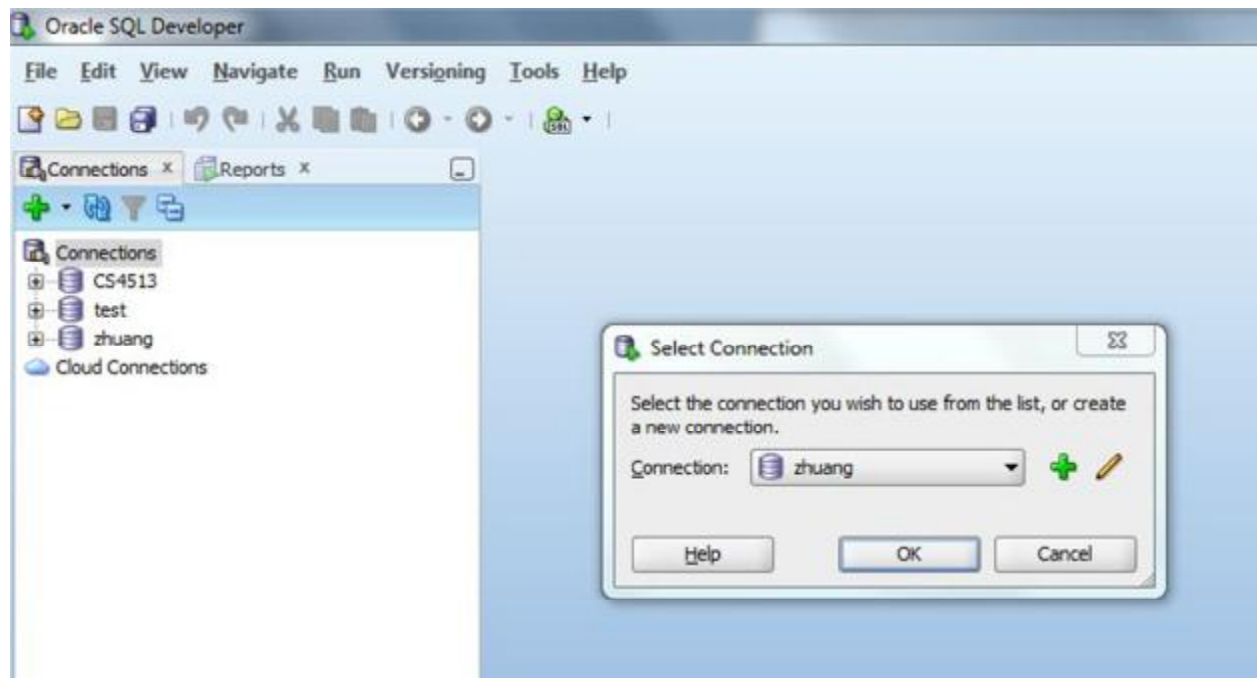 Oracle SQL Developer
File Edit View Navigate Run Versioning Tools Help
SQL
Connections x Reports x
Connections
CS4513
test
zhuang
Cloud Connections
Select Connection
Select the connection you wish to use from the list, or create
a new connection.
Connection: zhuang
Help OK Cancel